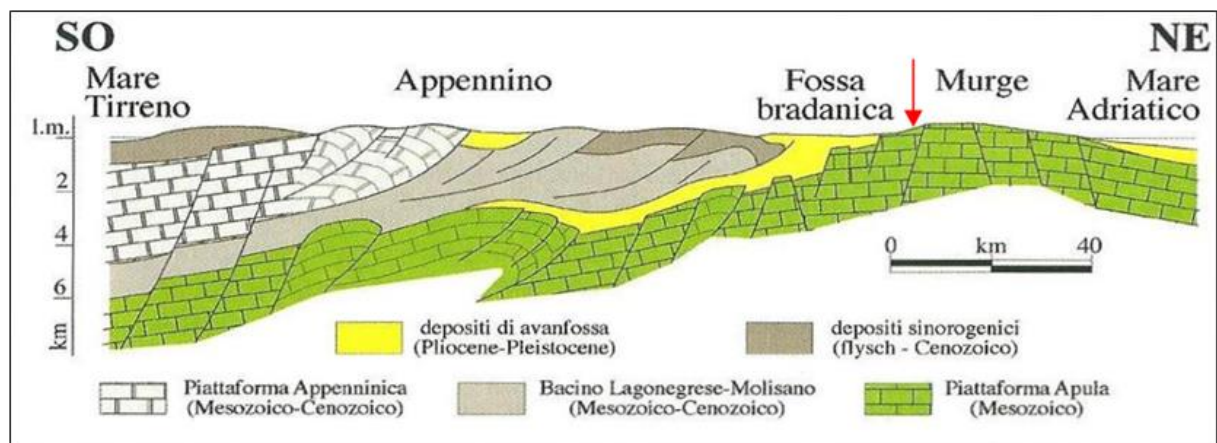 SO
NE
Mare
Tirreno
Appennino
Fossa
bradanica
Murge
Mare
Adriatico
l.m.
2
4
6
km
0 km 40
depositi di avanfossa
(Pliocene-Pleistocene)
depositi sinorogenici
(flysch - Cenozoico)
Piattaforma Appenninica
(Mesozoico-Cenozoico)
Bacino Lagonegrese-Molisano
(Mesozoico-Cenozoico)
Piattaforma Apula
(Mesozoico)